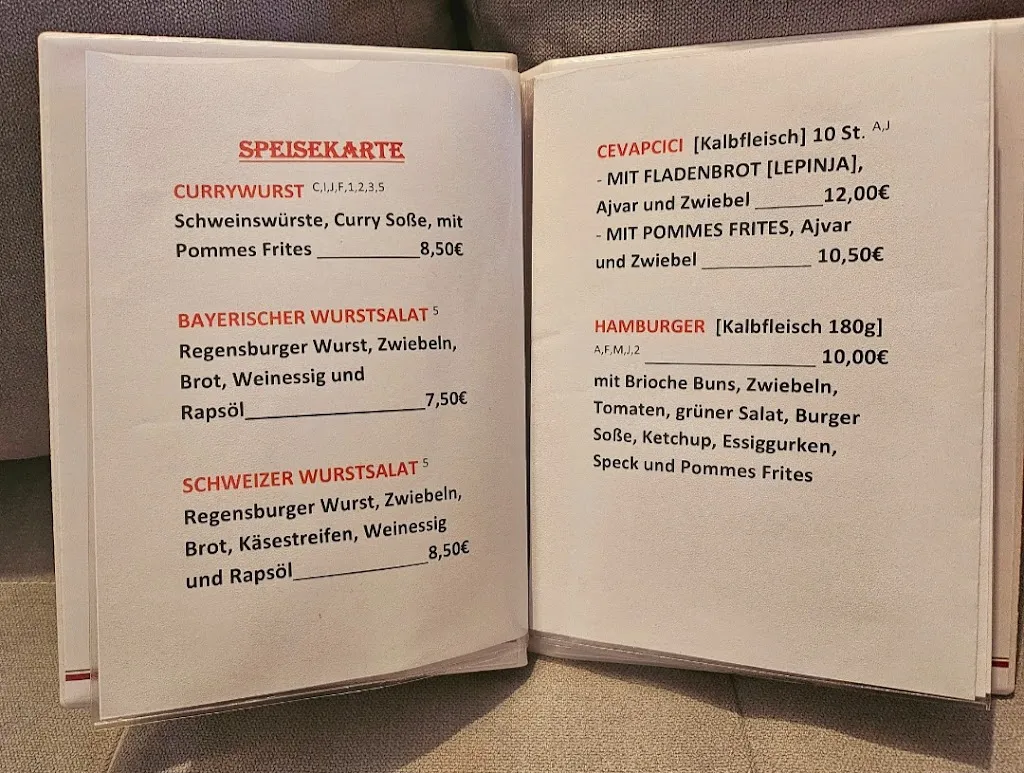 SPEISEKARTE
CURRYWURST C,I,J,F,1,2,3,5
Schweinswürste, Curry Soße, mit
Pommes Frites __________8,50€
BAYERISCHER WURSTSALAT 5
Regensburger Wurst, Zwiebeln,
Brot, Weinessig und
Rapsöl__________________7,50€
SCHWEIZER WURSTSALAT 5
Regensburger Wurst, Zwiebeln,
Brot, Käsestreifen, Weinessig
und Rapsöl_____________8,50€
CEVAPCICI [Kalbfleisch] 10 St. A,J
- MIT FLADENBROT [LEPINJA],
Ajvar und Zwiebel _______12,00€
- MIT POMMES FRITES, Ajvar
und Zwiebel ___________ 10,50€
HAMBURGER [Kalbfleisch 180g]
A,F,M,J,2 _________________ 10,00€
mit Brioche Buns, Zwiebeln,
Tomaten, grüner Salat, Burger
Soße, Ketchup, Essiggurken,
Speck und Pommes Frites